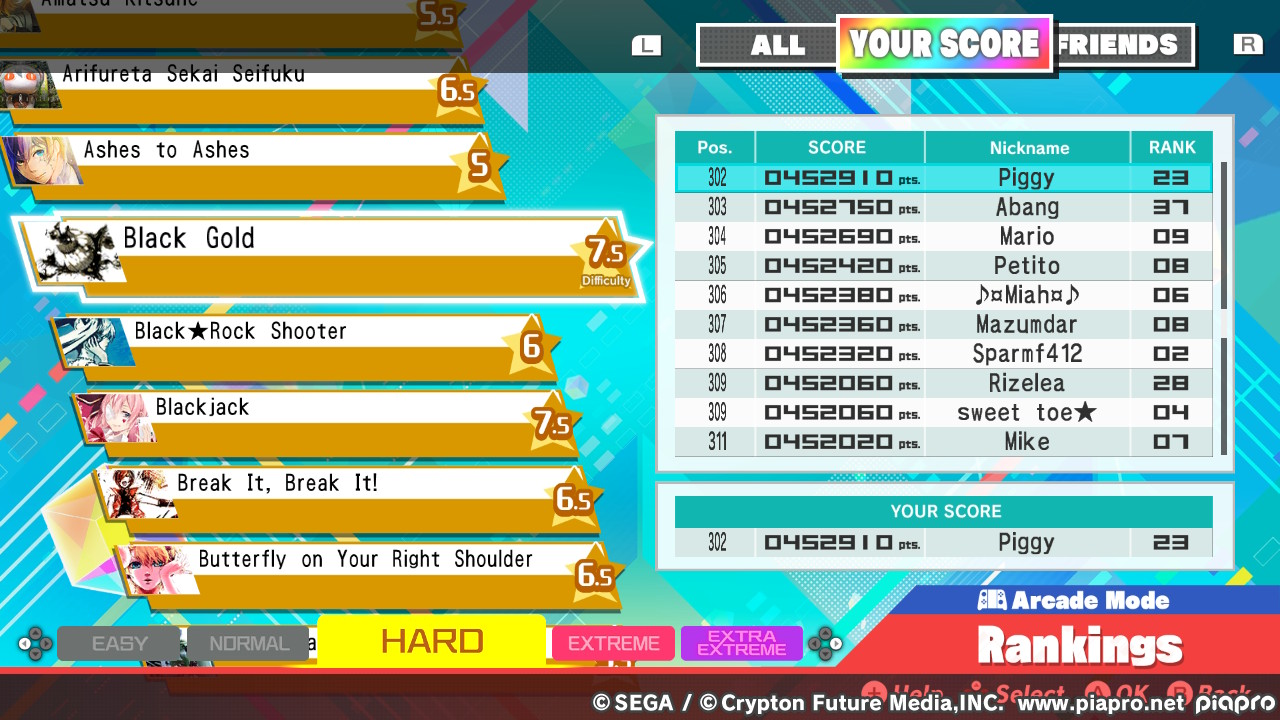 Amatsu Kitsune
5.5
L
ALL
YOUR SCORE
FRIENDS
R
Arifureta Sekai Seifuku
6.5
Ashes to Ashes
5
Black Gold
7.5
Difficulty
Black★Rock Shooter
6
Blackjack
7.5
Break It, Break It!
6.5
Butterfly on Your Right Shoulder
6.5
Pos. SCORE Nickname RANK
302 0452910 pts. Piggy 23
303 0452750 pts. Abang 37
304 0452690 pts. Mario 09
305 0452420 pts. Petito 08
306 0452380 pts. ♪¤Miah¤♪ 06
307 0452360 pts. Mazumdar 08
308 0452320 pts. Sparmf412 02
309 0452060 pts. Rizelea 28
309 0452060 pts. sweet toe★ 04
311 0452020 pts. Mike 07
YOUR SCORE
302 0452910 pts. Piggy 23
EASY NORMAL HARD EXTREME EXTRA EXTREME
Arcade Mode
Rankings
Help Select A OK B Back
© SEGA / © Crypton Future Media,INC. www.piapro.net piapro